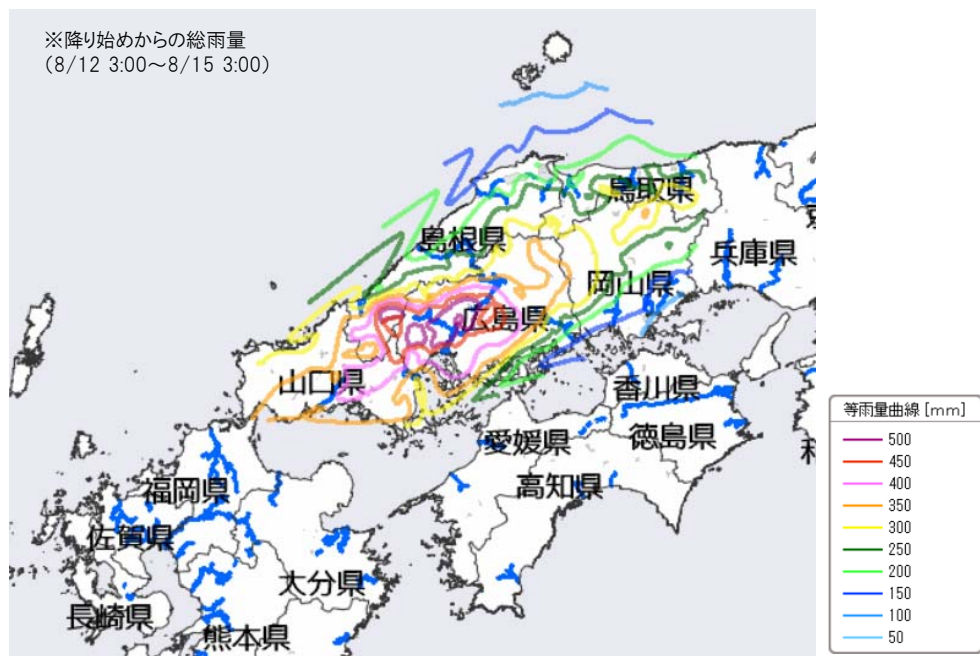 ※降り始めからの総雨量
(8/12 3:00～8/15 3:00)
鳥取県
島根県
兵庫県
岡山県
広島県
山口県
香川県
徳島県
愛媛県
高知県
福岡県
佐賀県
大分県
長崎県
熊本県
等雨量曲線 [mm]
500
450
400
350
300
250
200
150
100
50